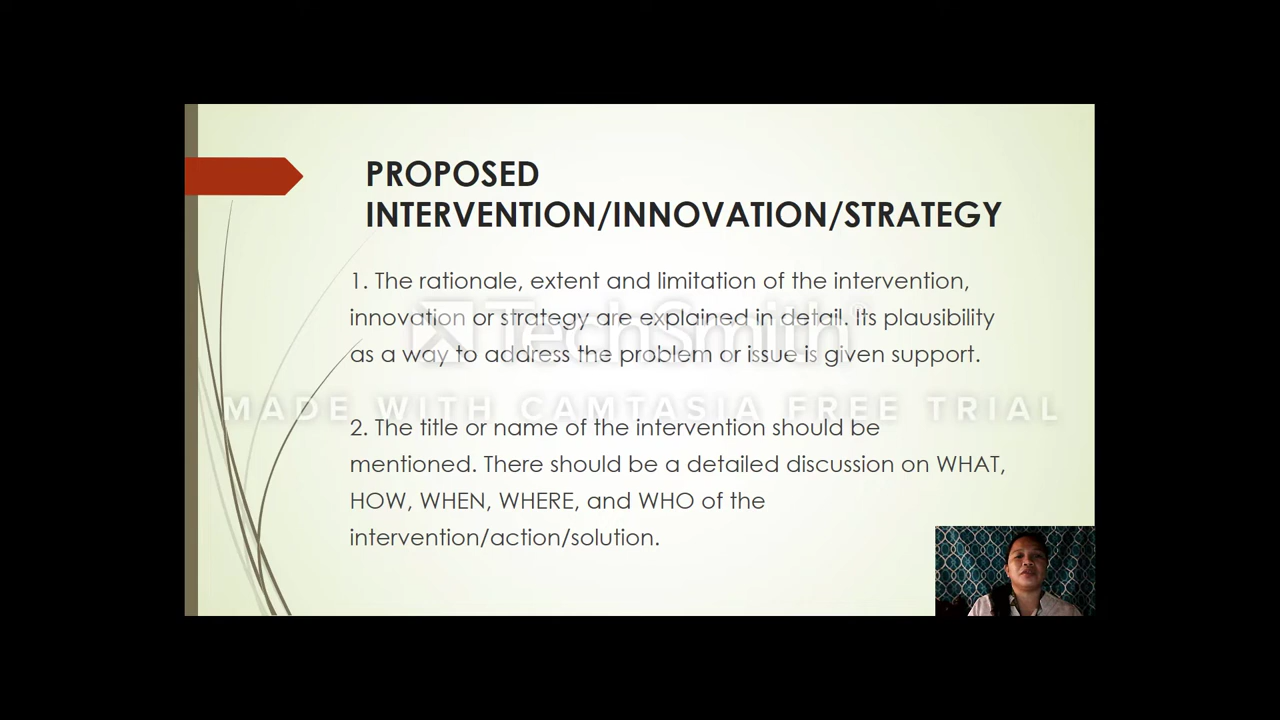 PROPOSED
INTERVENTION/INNOVATION/STRATEGY
1. The rationale, extent and limitation of the intervention,
innovation or strategy are explained in detail. Its plausibility
as a way to address the problem or issue is given support.
TechSmith®
MADE WITH CAMTASIA FREE TRIAL
2. The title or name of the intervention should be
mentioned. There should be a detailed discussion on WHAT,
HOW, WHEN, WHERE, and WHO of the
intervention/action/solution.